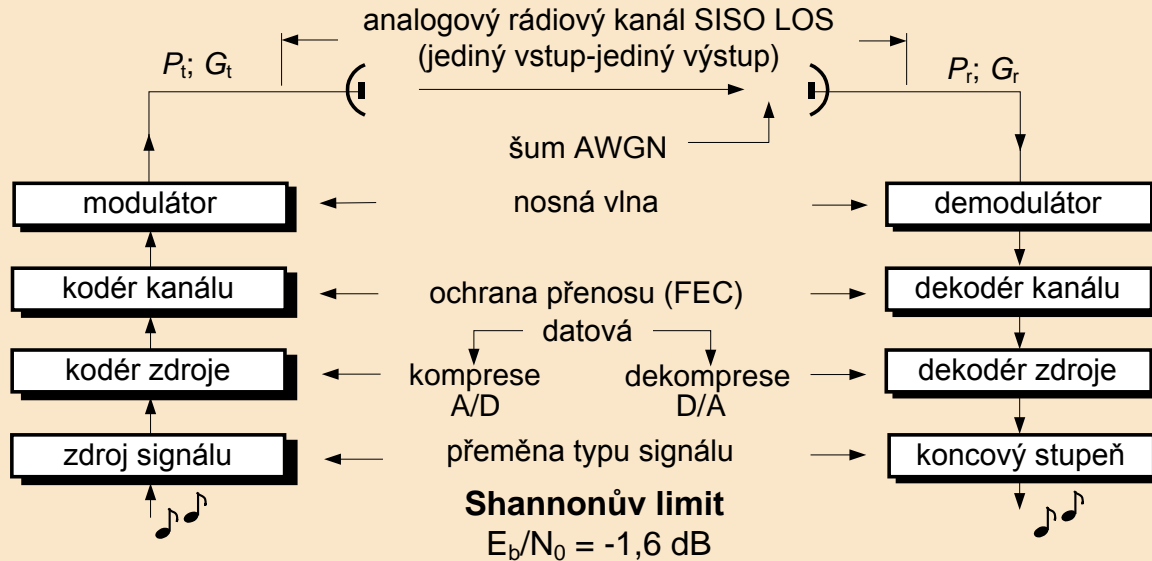 analogový rádiový kanál SISO LOS
(jediný vstup-jediný výstup)
Pt; Gt
Pr; Gr
šum AWGN
modulátor
nosná vlna
demodulátor
kodér kanálu
ochrana přenosu (FEC)
dekodér kanálu
datová
kodér zdroje
komprese
A/D
dekomprese
D/A
dekodér zdroje
zdroj signálu
přeměna typu signálu
koncový stupeň
Shannonův limit
Eb/N0 = -1,6 dB